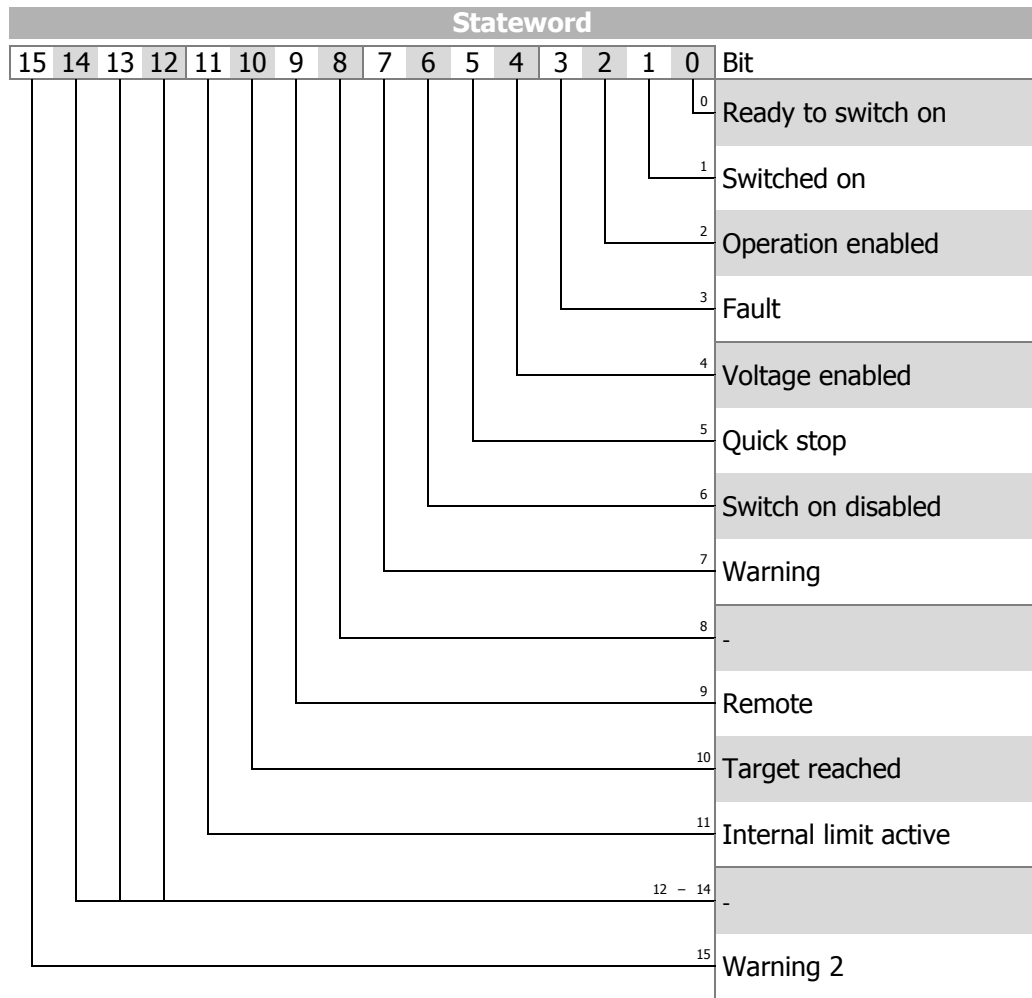 Stateword
15 14 13 12 11 10 9 8 7 6 5 4 3 2 1 0 Bit
0 Ready to switch on
1 Switched on
2 Operation enabled
3 Fault
4 Voltage enabled
5 Quick stop
6 Switch on disabled
7 Warning
8 -
9 Remote
10 Target reached
11 Internal limit active
12 – 14 -
15 Warning 2